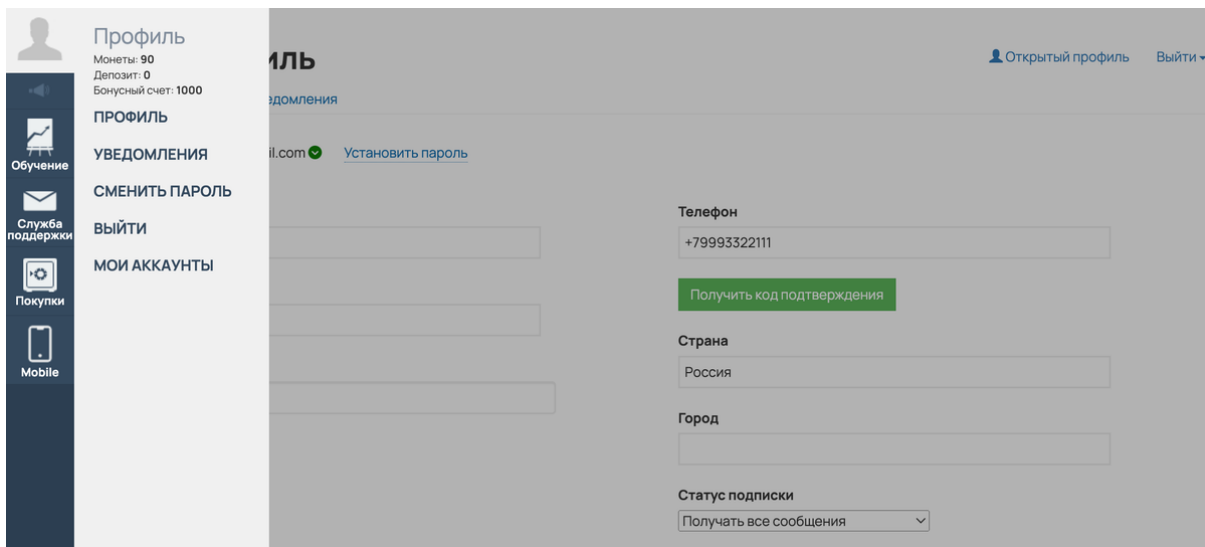 Профиль
Монеты: 90
Депозит: 0
Бонусный счет: 1000
ПРОФИЛЬ
УВЕДОМЛЕНИЯ
СМЕНИТЬ ПАРОЛЬ
ВЫЙТИ
МОИ АККАУНТЫ
Обучение
Служба
поддержки
Покупки
Mobile
иль
Открытый профиль
Выйти
едомления
il.com
Установить пароль
Телефон
+79993322111
Получить код подтверждения
Страна
Россия
Город
Статус подписки
Получать все сообщения